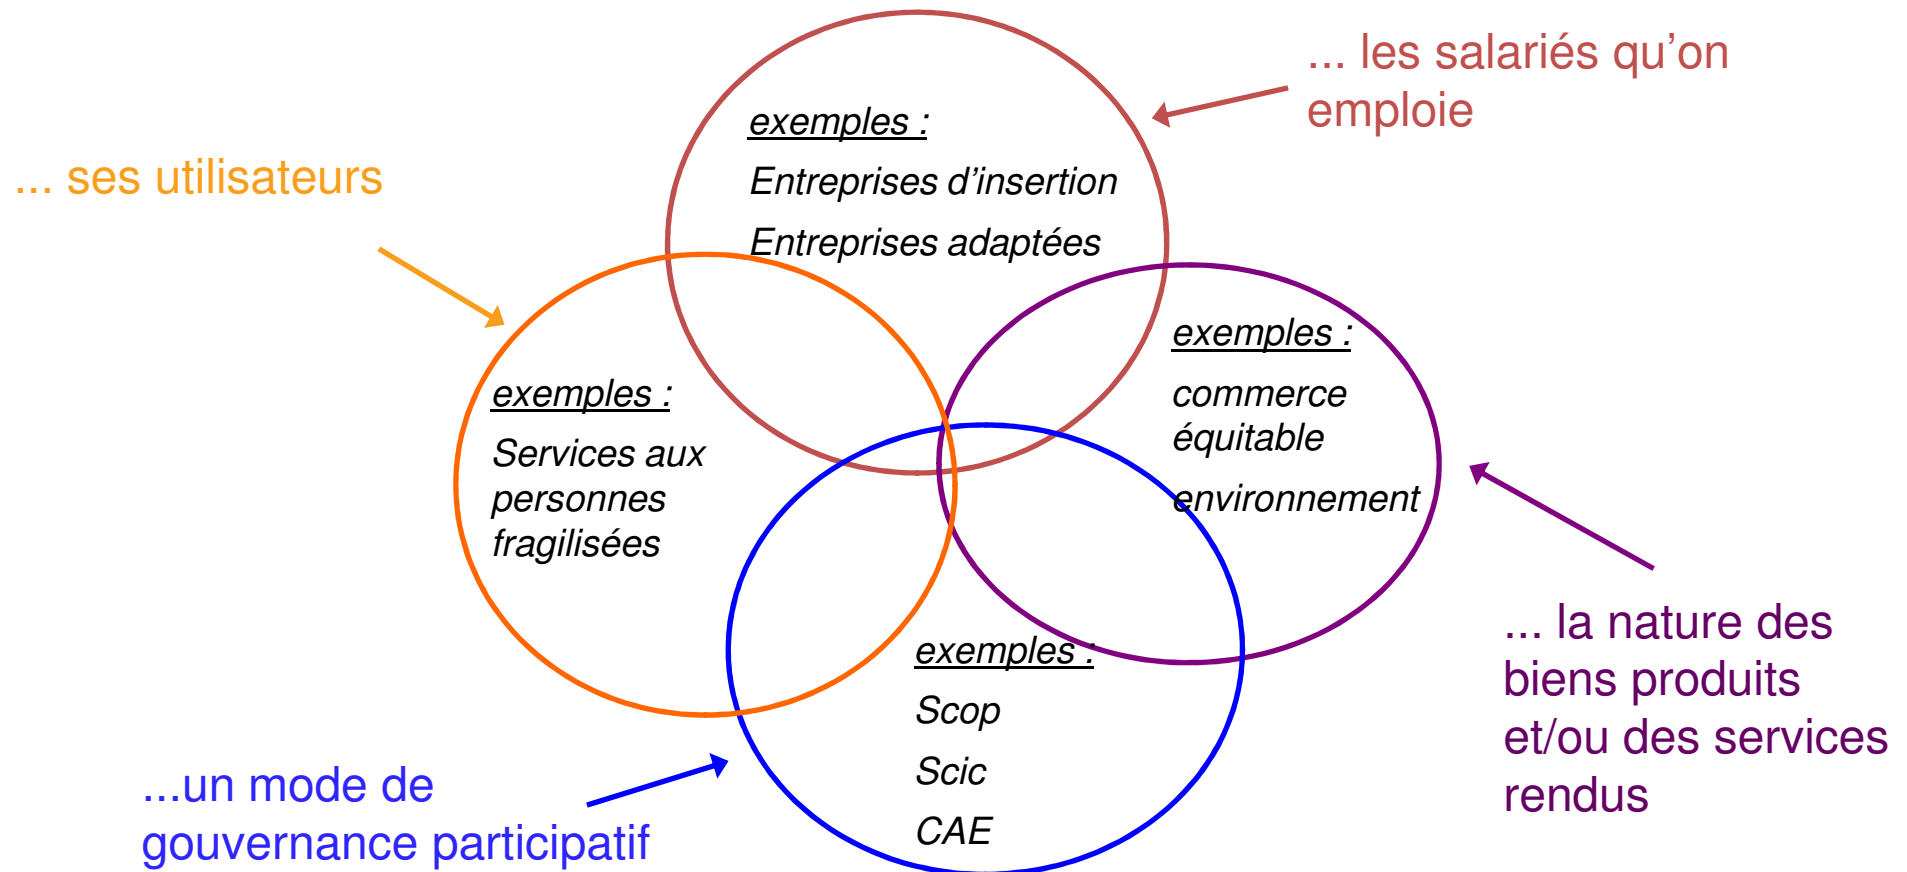 ... les salariés qu'on
emploie
exemples :
Entreprises d'insertion
Entreprises adaptées
... ses utilisateurs
exemples :
Services aux
personnes
fragilisées
exemples :
commerce
équitable
environnement
exemples :
Scop
Scic
CAE
... la nature des
biens produits
et/ou des services
rendus
...un mode de
gouvernance participatif